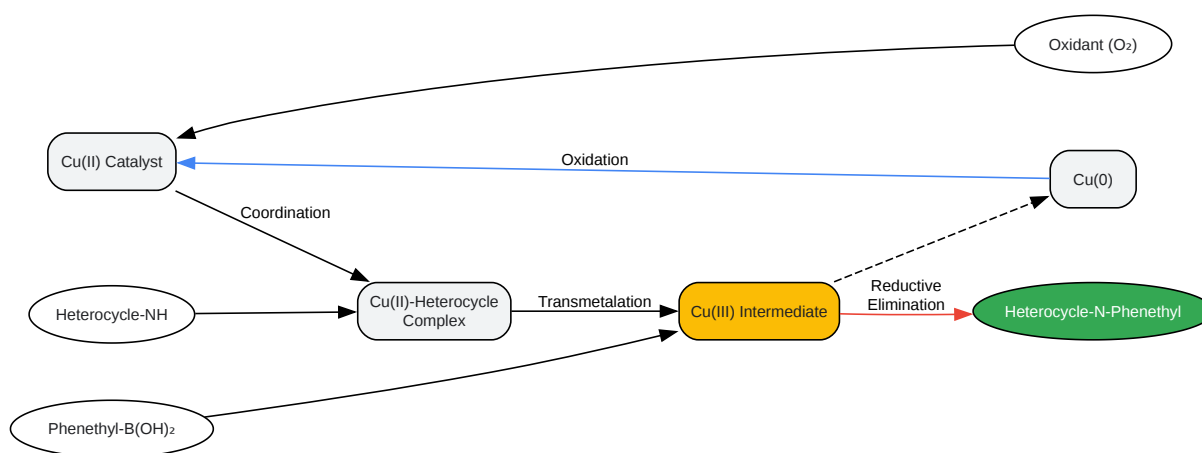 Oxidant (O₂)
Cu(II) Catalyst
Oxidation
Cu(0)
Coordination
Heterocycle-NH
Cu(II)-Heterocycle
Complex
Transmetalation
Cu(III) Intermediate
Reductive
Elimination
Heterocycle-N-Phenethyl
Phenethyl-B(OH)₂